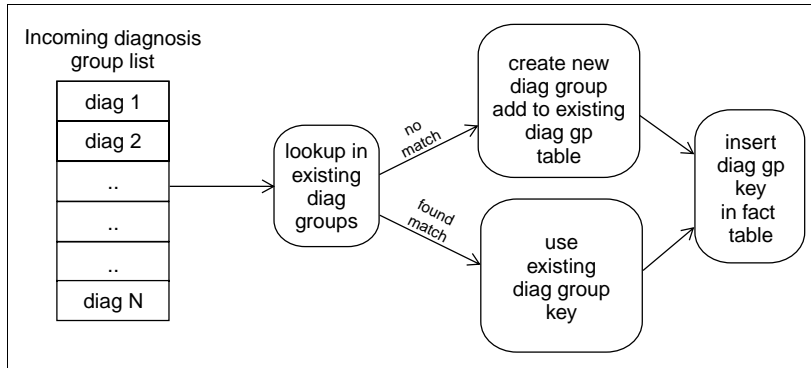 Incoming diagnosis
group list
diag 1
diag 2
..
..
..
diag N
lookup in
existing
diag
groups
no
match
found
match
create new
diag group
add to existing
diag gp
table
use
existing
diag group
key
insert
diag gp
key
in fact
table